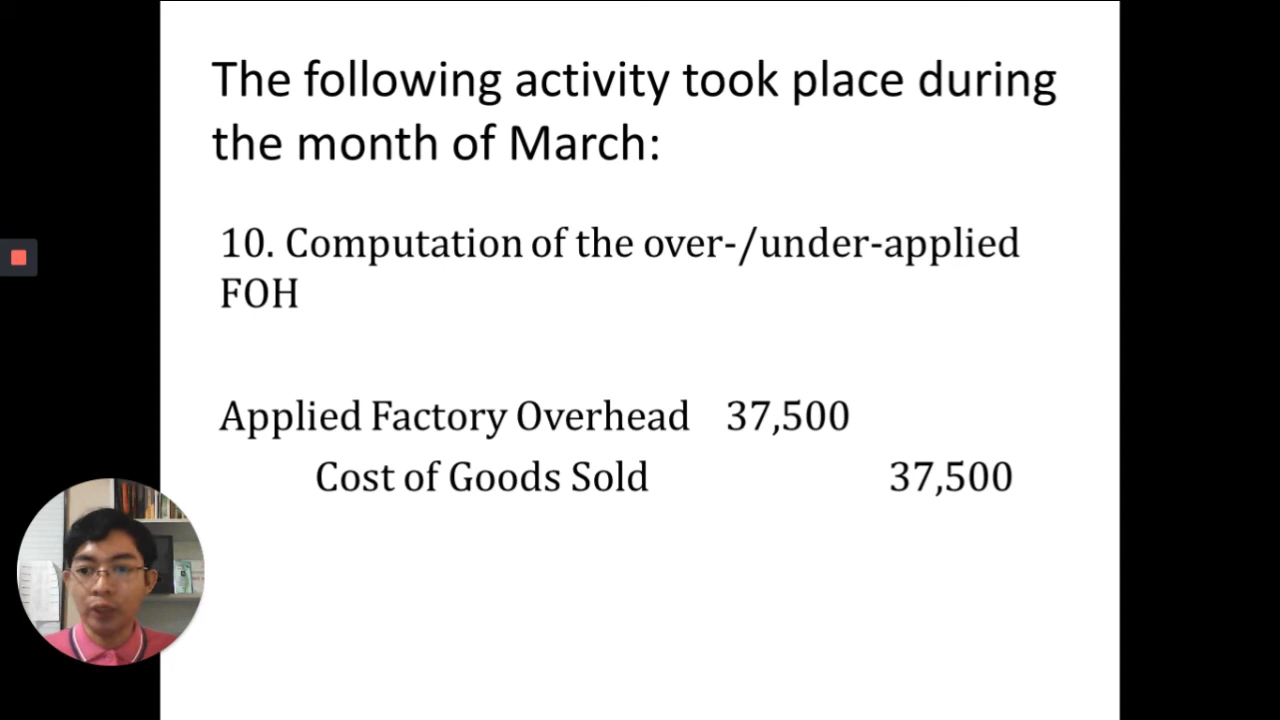 The following activity took place during
the month of March:
10. Computation of the over-/under-applied
FOH
Applied Factory Overhead 37,500
Cost of Goods Sold 37,500